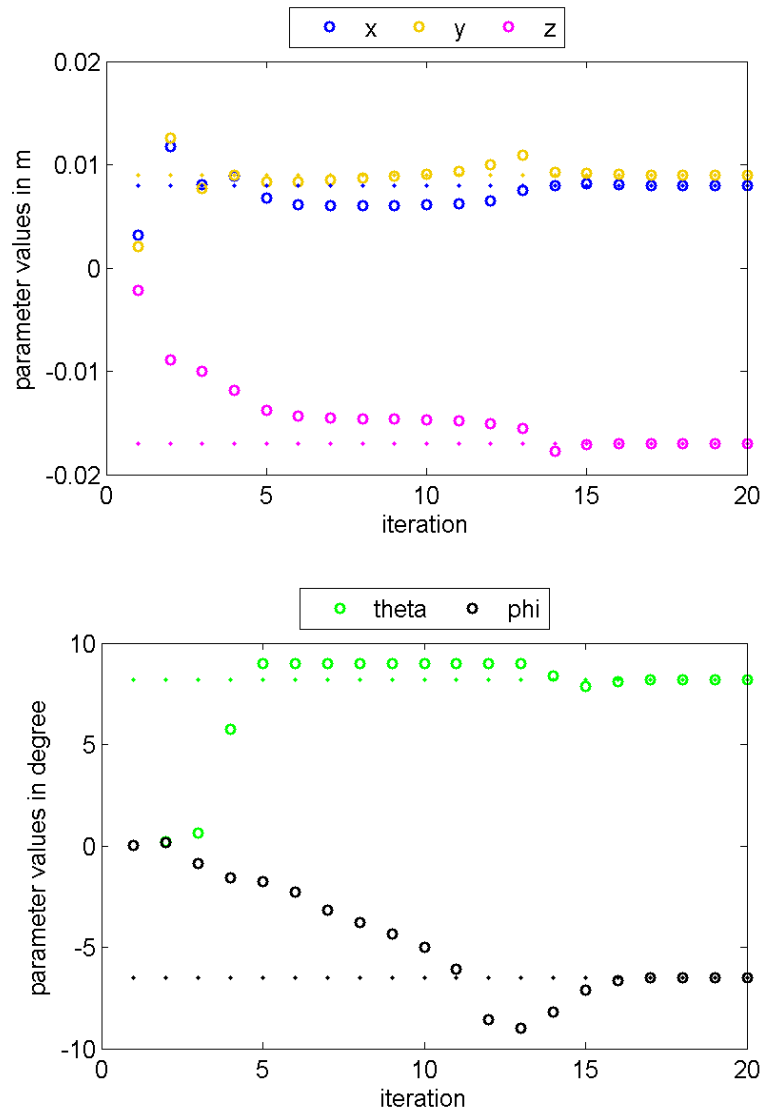 x y z
0.02
0.01
0
-0.01
-0.02
parameter values in m
0 5 10 15 20
iteration
theta phi
10
5
0
-5
-10
parameter values in degree
0 5 10 15 20
iteration